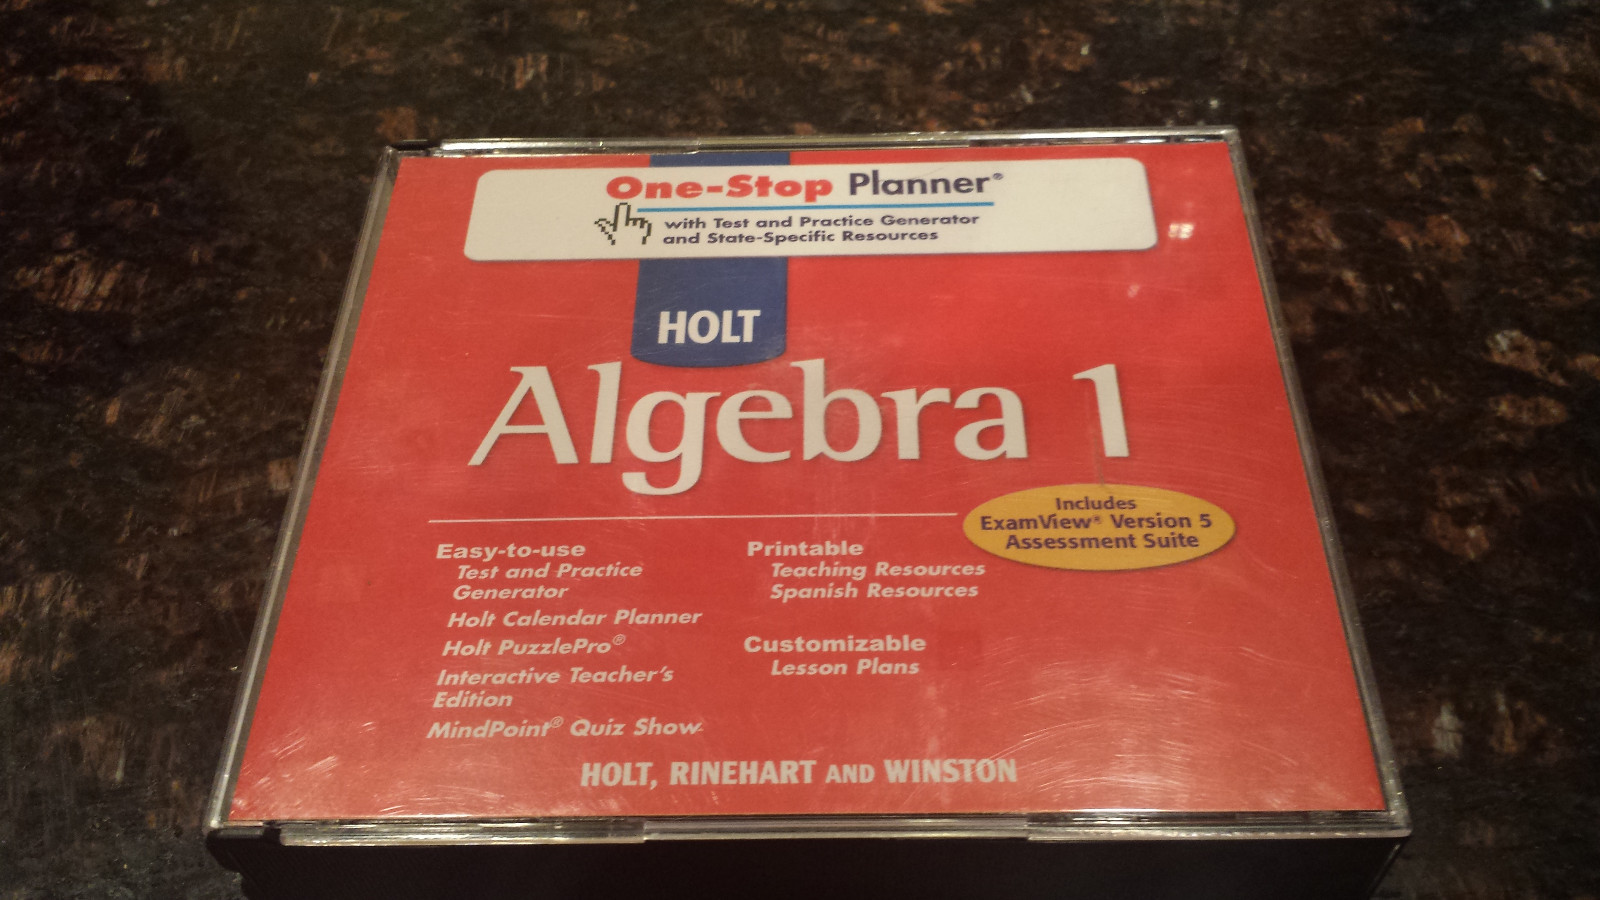 One-Stop Planner®
with Test and Practice Generator
and State-Specific Resources
HOLT
Algebra 1
Includes
ExamView® Version 5
Assessment Suite
Easy-to-use
Test and Practice
Generator
Holt Calendar Planner
Holt PuzzlePro®
Interactive Teacher's
Edition
MindPoint® Quiz Show
Printable
Teaching Resources
Spanish Resources
Customizable
Lesson Plans
HOLT, RINEHART AND WINSTON